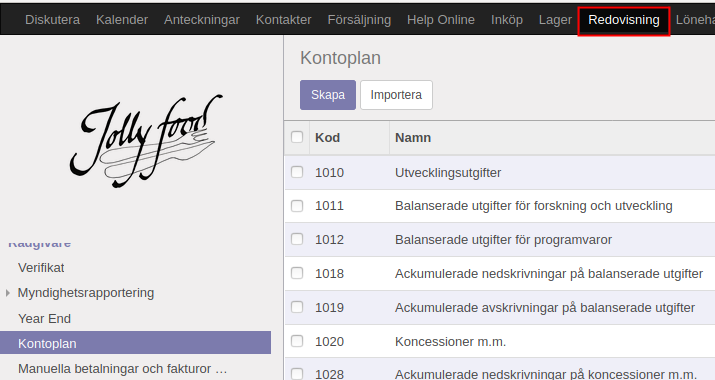 Diskutera Kalender Anteckningar Kontakter Försäljning Help Online Inköp Lager Redovisning Löneha
Kontoplan
Skapa Importera
Jolly food
Kod Namn
1010 Utvecklingsutgifter
1011 Balanserade utgifter för forskning och utveckling
1012 Balanserade utgifter för programvaror
1018 Ackumulerade nedskrivningar på balanserade utgifter
1019 Ackumulerade avskrivningar på balanserade utgifter
1020 Koncessioner m.m.
1028 Ackumulerade nedskrivningar på koncessioner m.m.
Rådgivare
Verifikat
Myndighetsrapportering
Year End
Kontoplan
Manuella betalningar och fakturor ...